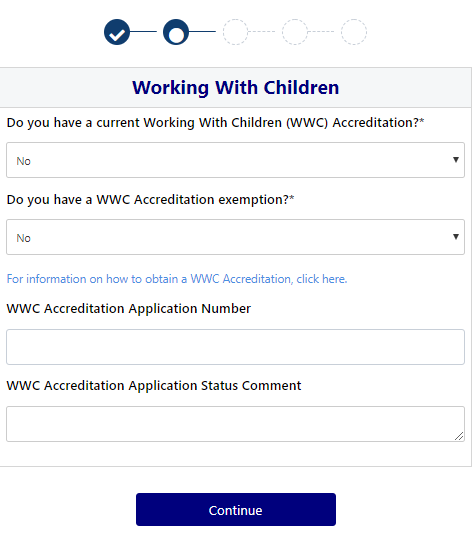 Working With Children
Do you have a current Working With Children (WWC) Accreditation?*
No
Do you have a WWC Accreditation exemption?*
No
For information on how to obtain a WWC Accreditation, click here.
WWC Accreditation Application Number
WWC Accreditation Application Status Comment
Continue